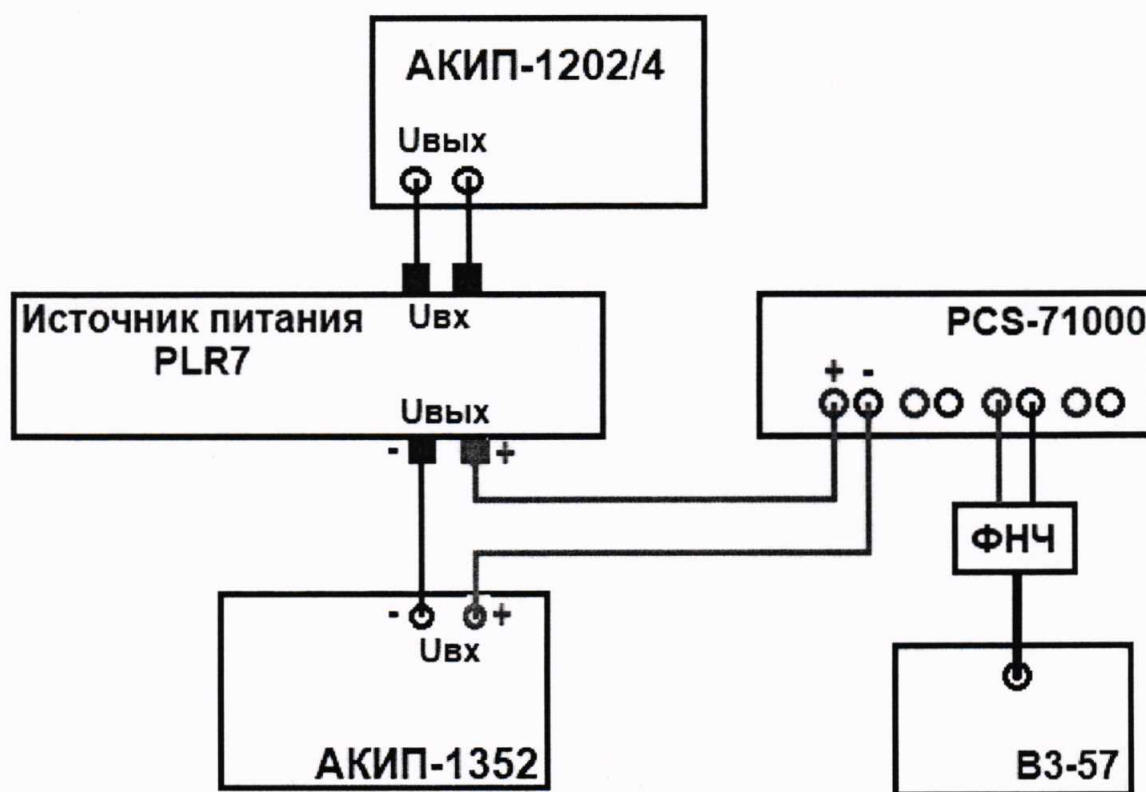 АКИП-1202/4
Uвых
Источник питания
PLR7
Uвх
Uвых
- +
PCS-71000
+ -
ФНЧ
- +
Uвх
АКИП-1352
В3-57